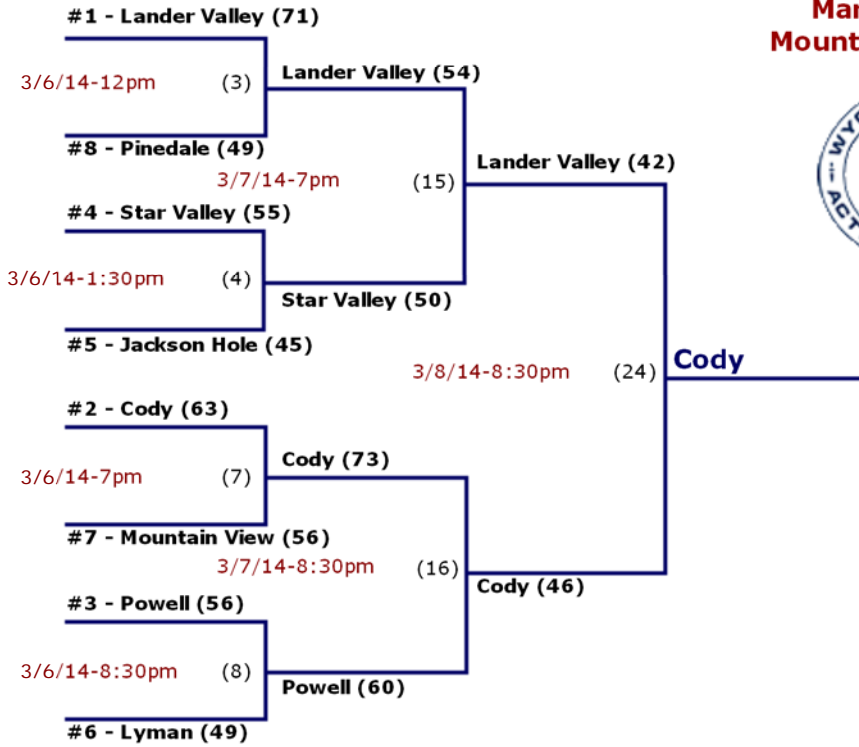 #1 - Lander Valley (71)
Mar
Mount
3/6/14-12pm (3) Lander Valley (54)
#8 - Pinedale (49)
3/7/14-7pm (15) Lander Valley (42)
#4 - Star Valley (55)
3/6/14-1:30pm (4)
Star Valley (50)
#5 - Jackson Hole (45)
3/8/14-8:30pm (24) Cody
#2 - Cody (63)
3/6/14-7pm (7) Cody (73)
#7 - Mountain View (56)
3/7/14-8:30pm (16) Cody (46)
#3 - Powell (56)
3/6/14-8:30pm (8)
Powell (60)
#6 - Lyman (49)